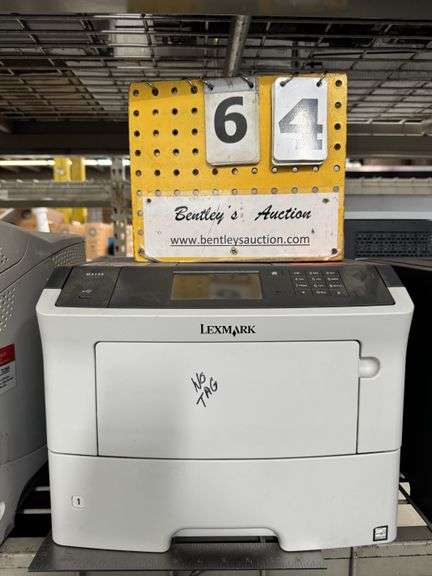 6 4
Bentley's Auction
www.bentleysauction.com
LEXMARK
NO
TAG
1